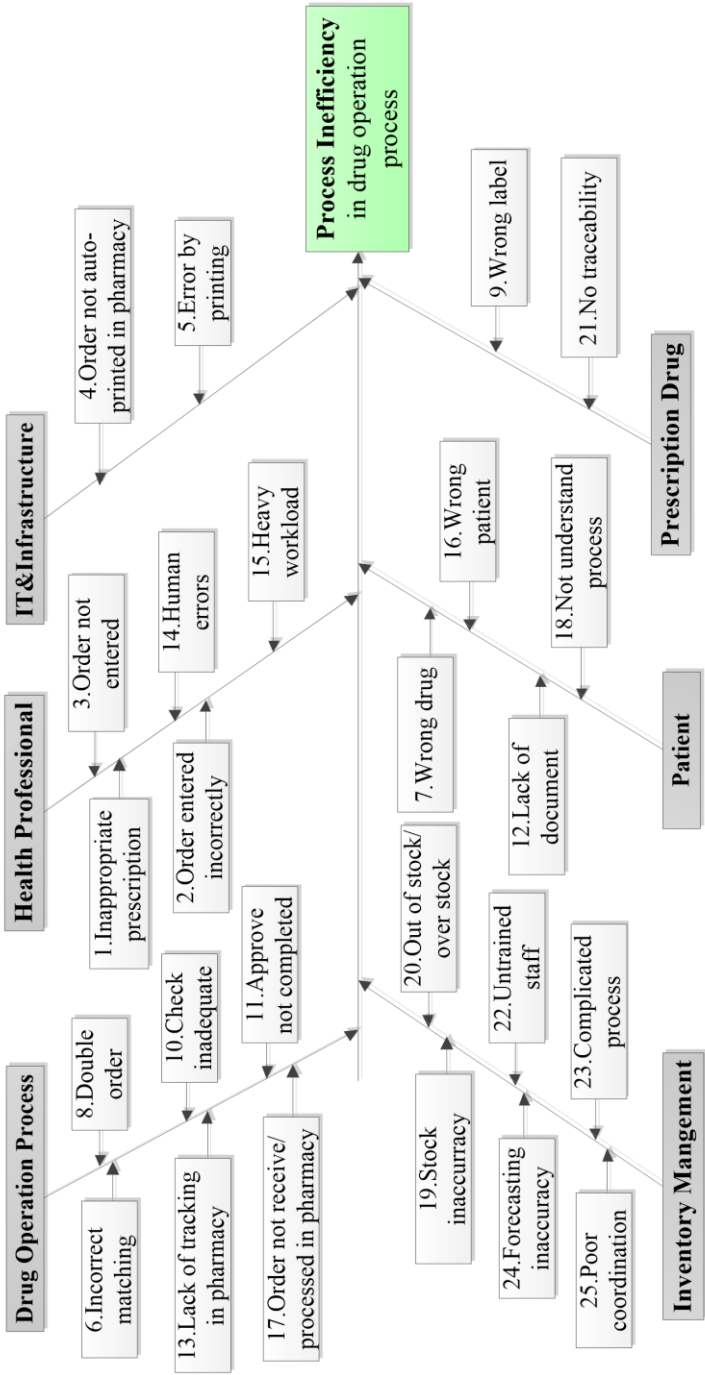 Drug Operation Process
Health Professional
IT&Infrastructure
8.Double
order
6.Incorrect
matching
10.Check
inadequate
13.Lack of tracking
in pharmacy
11.Approve
not completed
17.Order not receive/
processed in pharmacy
3.Order not
entered
1.Inappropriate
prescription
14.Human
errors
2.Order entered
incorrectly
15.Heavy
workload
4.Order not auto-
printed in pharmacy
5.Error by
printing
Process Inefficiency
in drug operation
process
20.Out of stock/
over stock
19.Stock
inaccurracy
22.Untrained
staff
24.Forecasting
inaccuracy
23.Complicated
process
25.Poor
coordination
7.Wrong drug
16.Wrong
patient
12.Lack of
document
18.Not understand
process
9.Wrong label
21.No traceability
Inventory Mangement
Patient
Prescription Drug